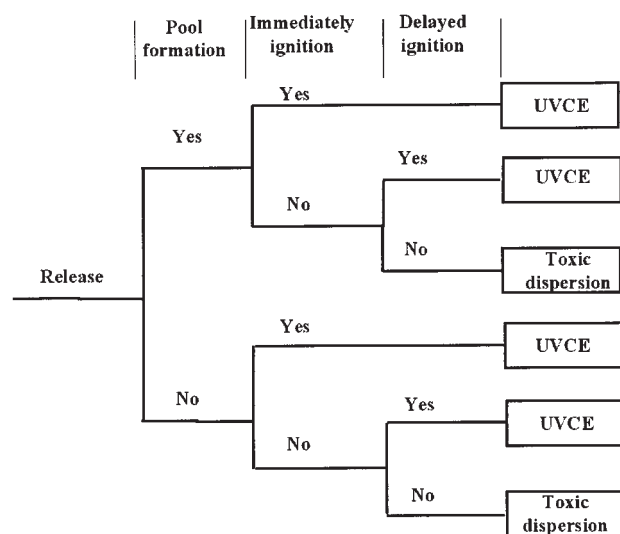 Pool
formation
Immediately
ignition
Delayed
ignition
Yes
UVCE
Yes
Yes
UVCE
No
No
Toxic
dispersion
Release
Yes
UVCE
No
Yes
UVCE
No
No
Toxic
dispersion